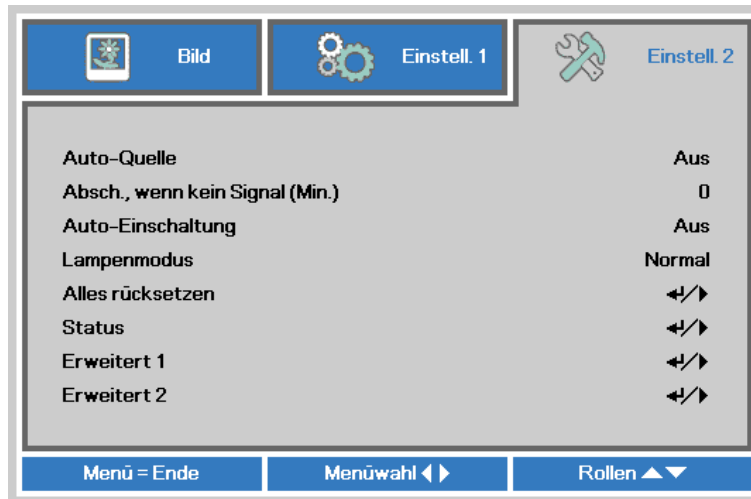 Bild
Einstell. 1
Einstell. 2
Auto-Quelle Aus
Absch., wenn kein Signal (Min.) 0
Auto-Einschaltung Aus
Lampenmodus Normal
Alles rücksetzen ↵/▶
Status ↵/▶
Erweitert 1 ↵/▶
Erweitert 2 ↵/▶
Menü = Ende
Menüwahl ◀▶
Rollen ▲▼